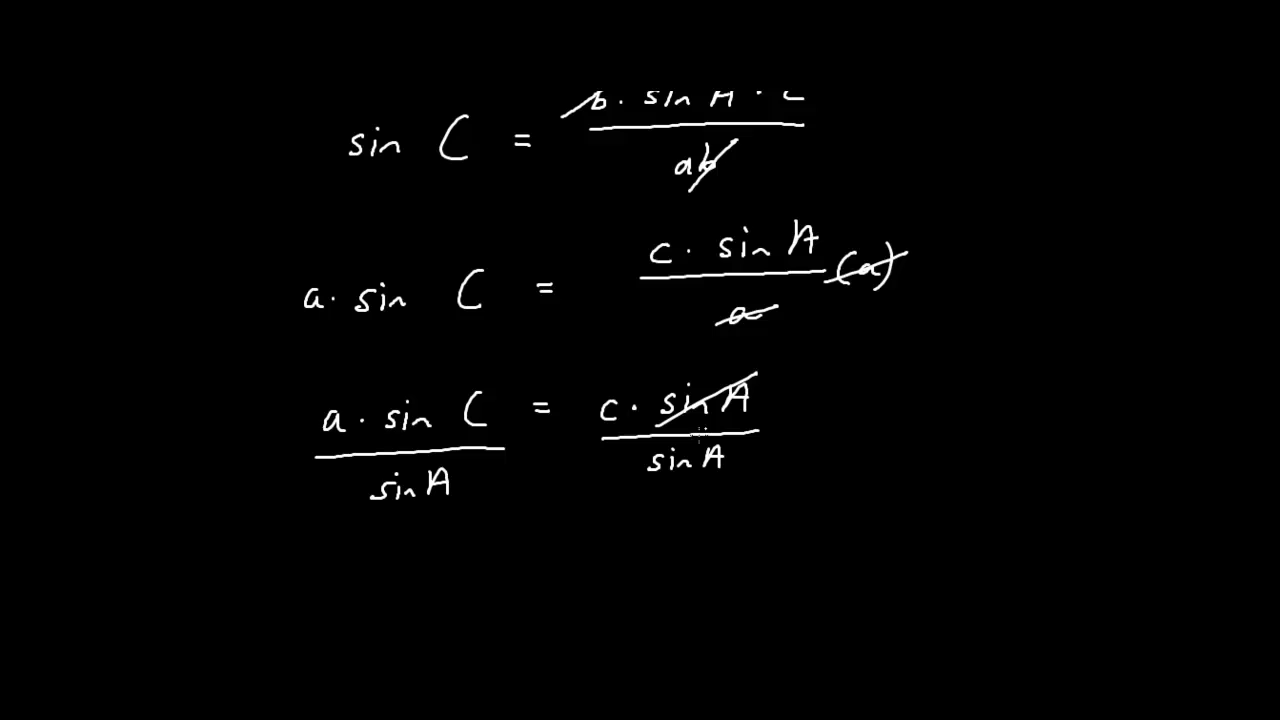 sin C = b · sin A · c / ab
a · sin C = c · sin A / a (a)
a · sin C / sin A = c · sin A / sin A